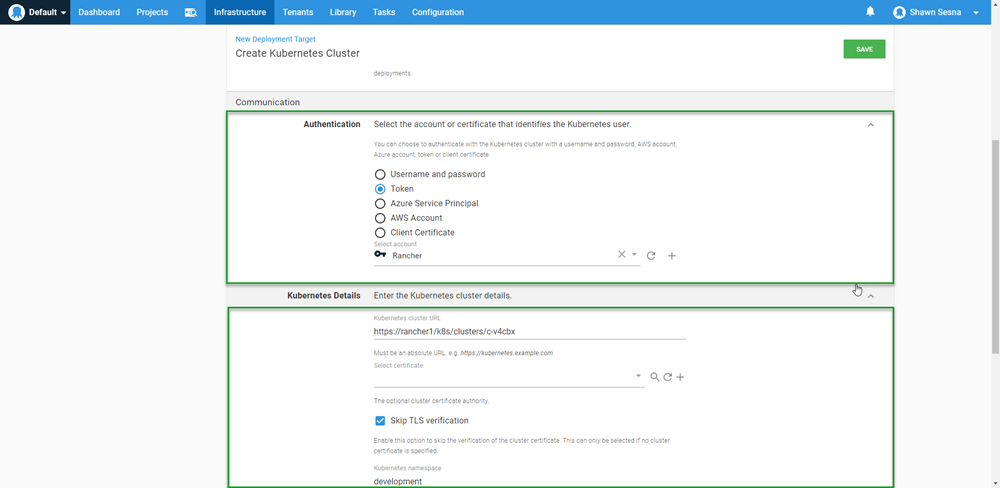 Default Dashboard Projects Infrastructure Tenants Library Tasks Configuration Shawn Sesna
New Deployment Target
Create Kubernetes Cluster
SAVE
deployments.
Communication
Authentication Select the account or certificate that identifies the Kubernetes user.
You can choose to authenticate with the Kubernetes cluster with a username and password, AWS account,
Azure account, token or client certificate.
Username and password
Token
Azure Service Principal
AWS Account
Client Certificate
Select account
Rancher
Kubernetes Details Enter the Kubernetes cluster details.
Kubernetes cluster URL
https://rancher1/k8s/clusters/c-v4cbx
Must be an absolute URL. e.g. https://kubernetes.example.com
Select certificate
The optional cluster certificate authority.
Skip TLS verification
Enable this option to skip the verification of the cluster certificate. This can only be selected if no cluster
certificate is specified.
Kubernetes namespace
development